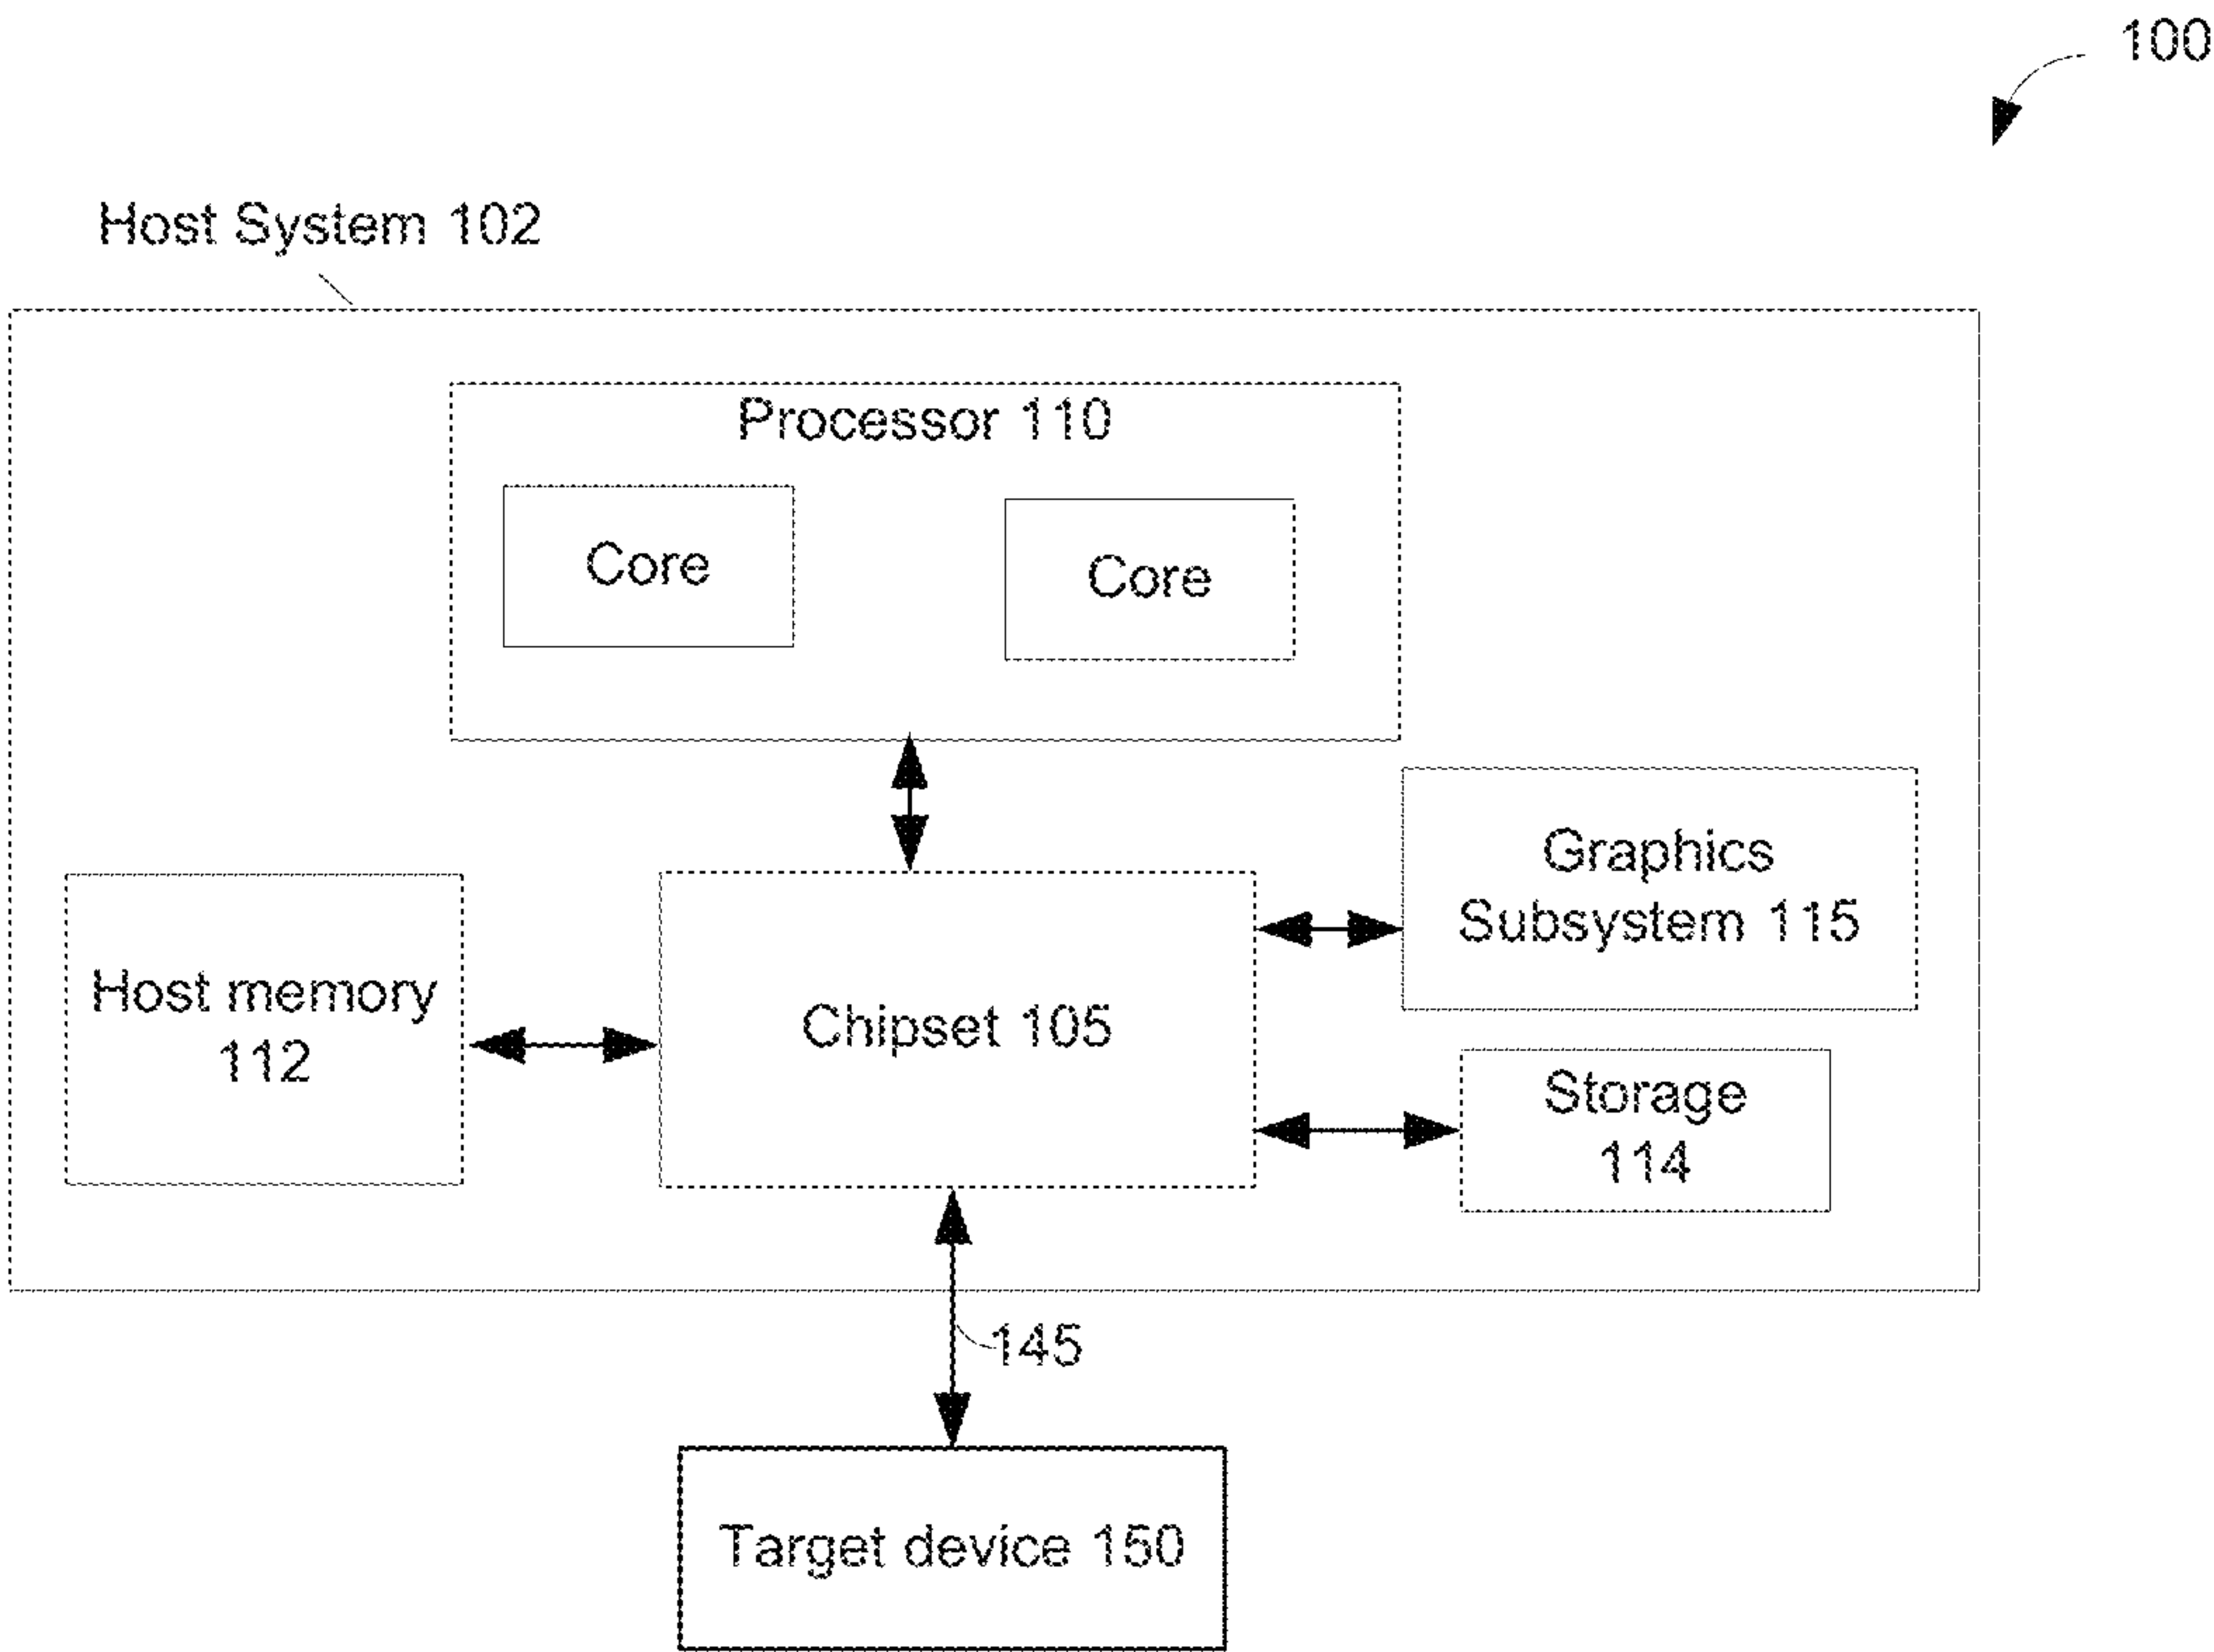 100
Host System 102
Processor 110
Core
Core
Graphics
Subsystem 115
Host memory
112
Chipset 105
Storage
114
145
Target device 150